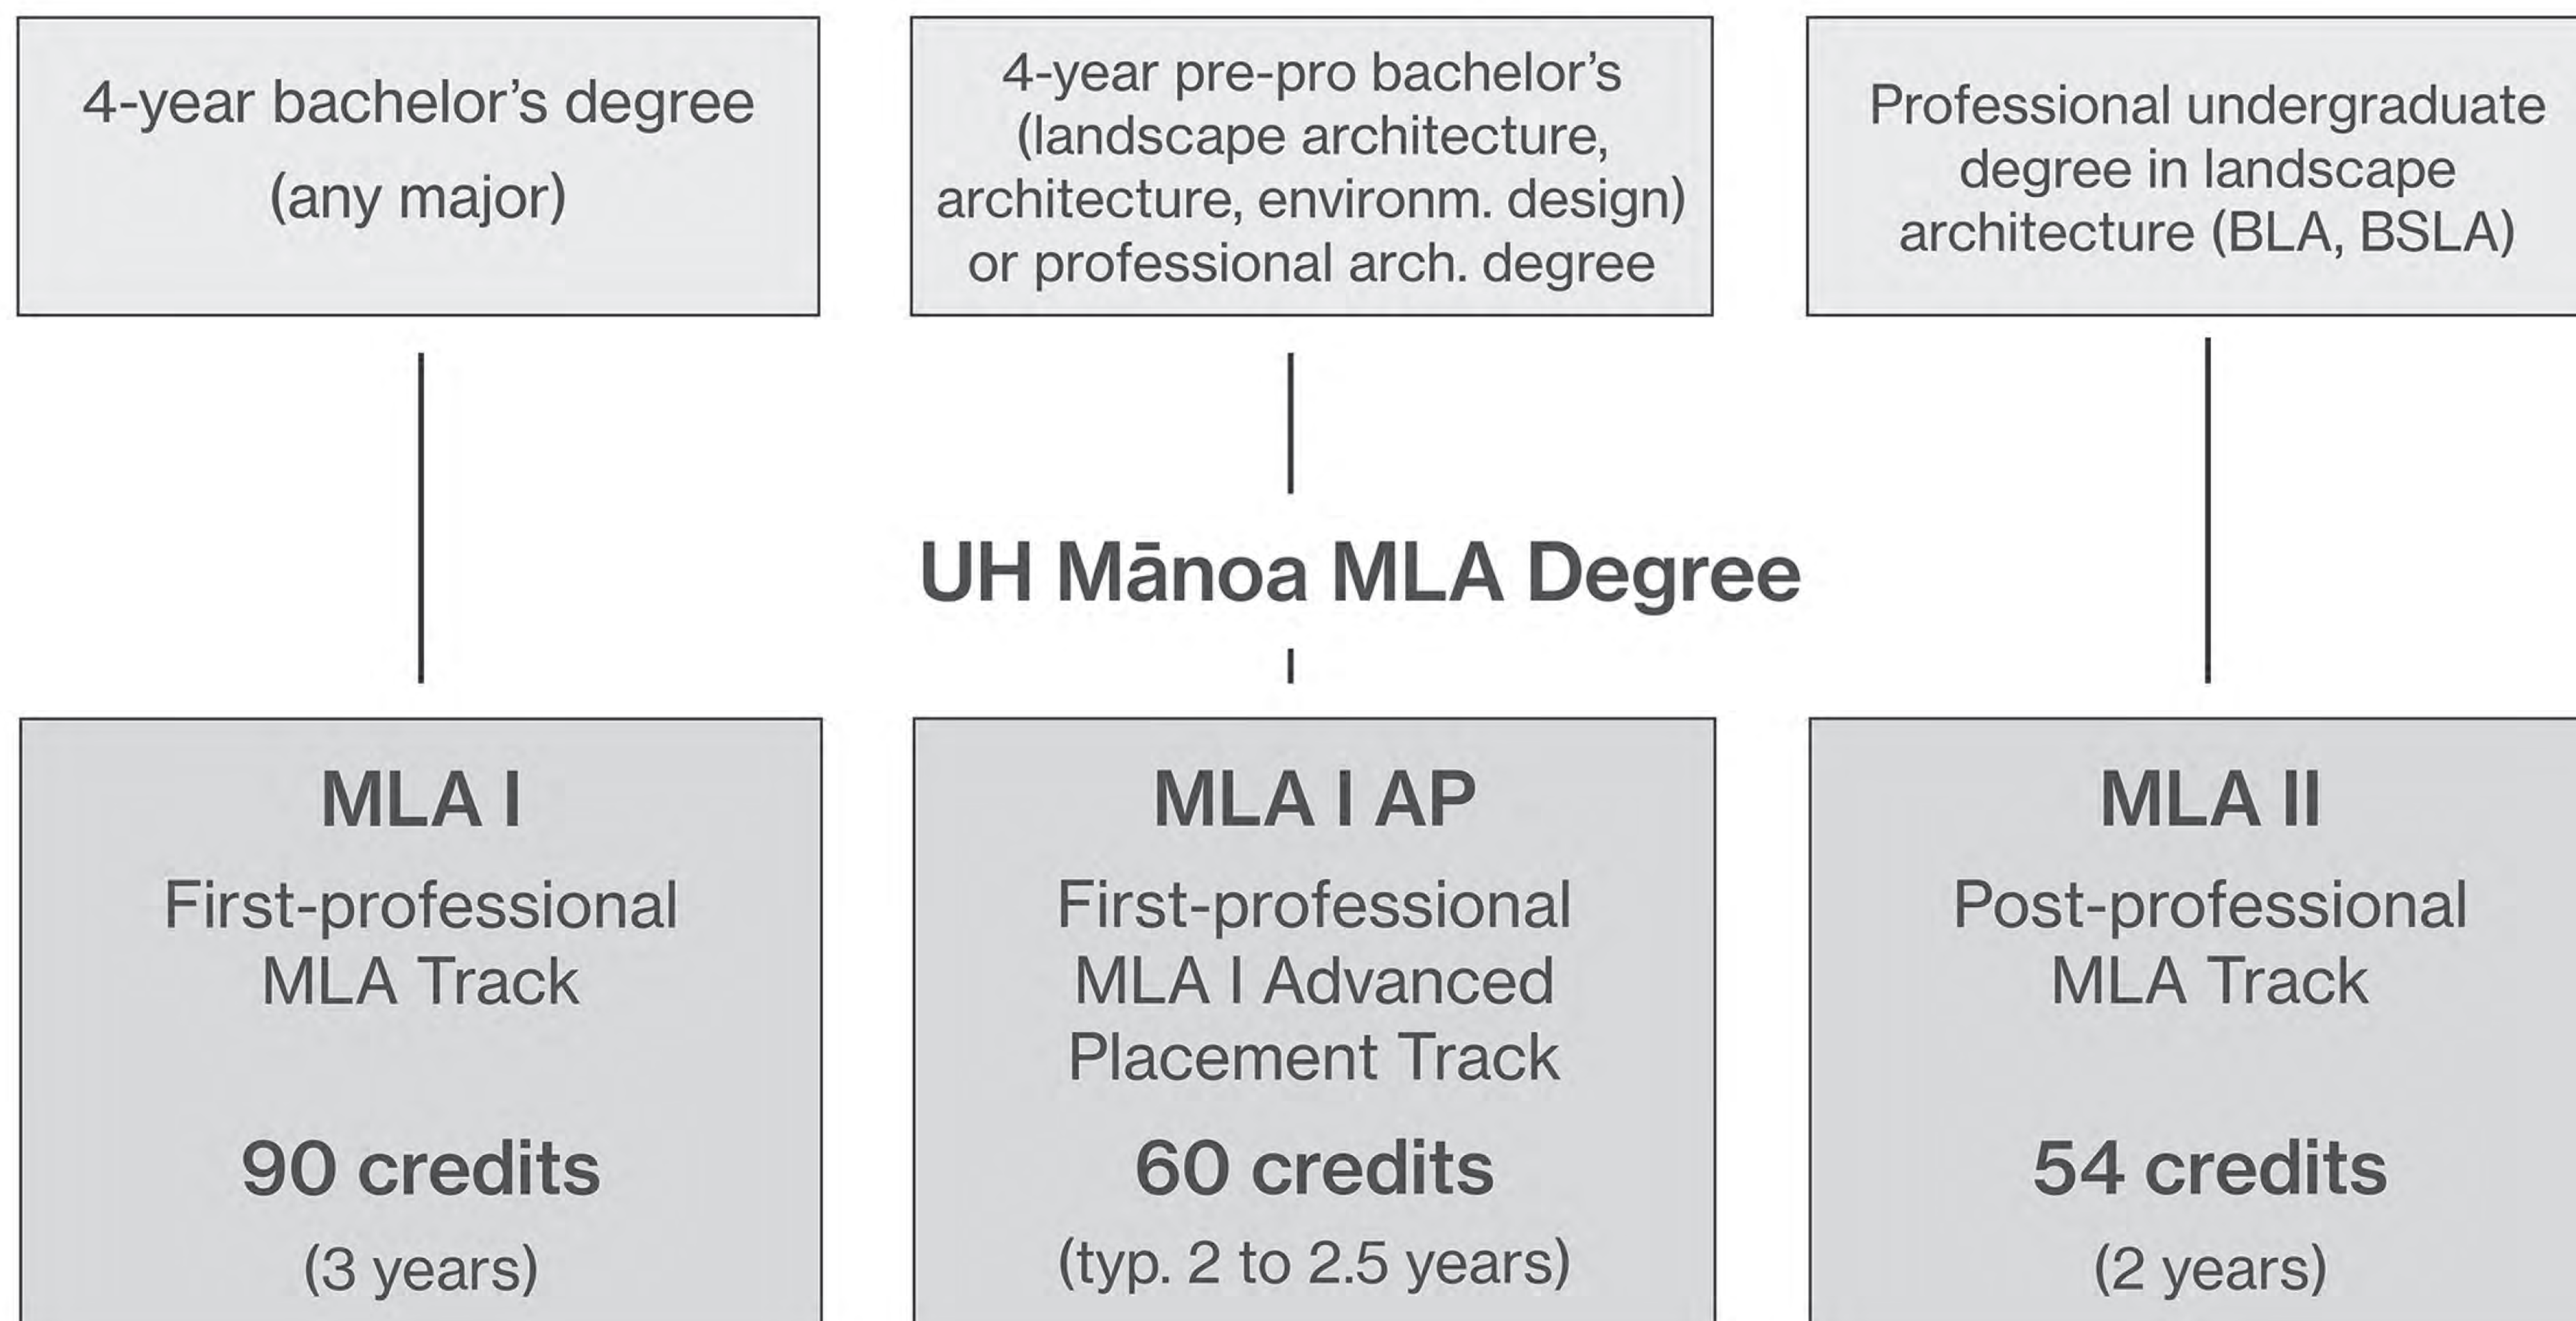 4-year bachelor's degree
(any major)
4-year pre-pro bachelor's
(landscape architecture,
architecture, environm. design)
or professional arch. degree
Professional undergraduate
degree in landscape
architecture (BLA, BSLA)
UH Mānoa MLA Degree
MLA I
First-professional
MLA Track
90 credits
(3 years)
MLA I AP
First-professional
MLA I Advanced
Placement Track
60 credits
(typ. 2 to 2.5 years)
MLA II
Post-professional
MLA Track
54 credits
(2 years)